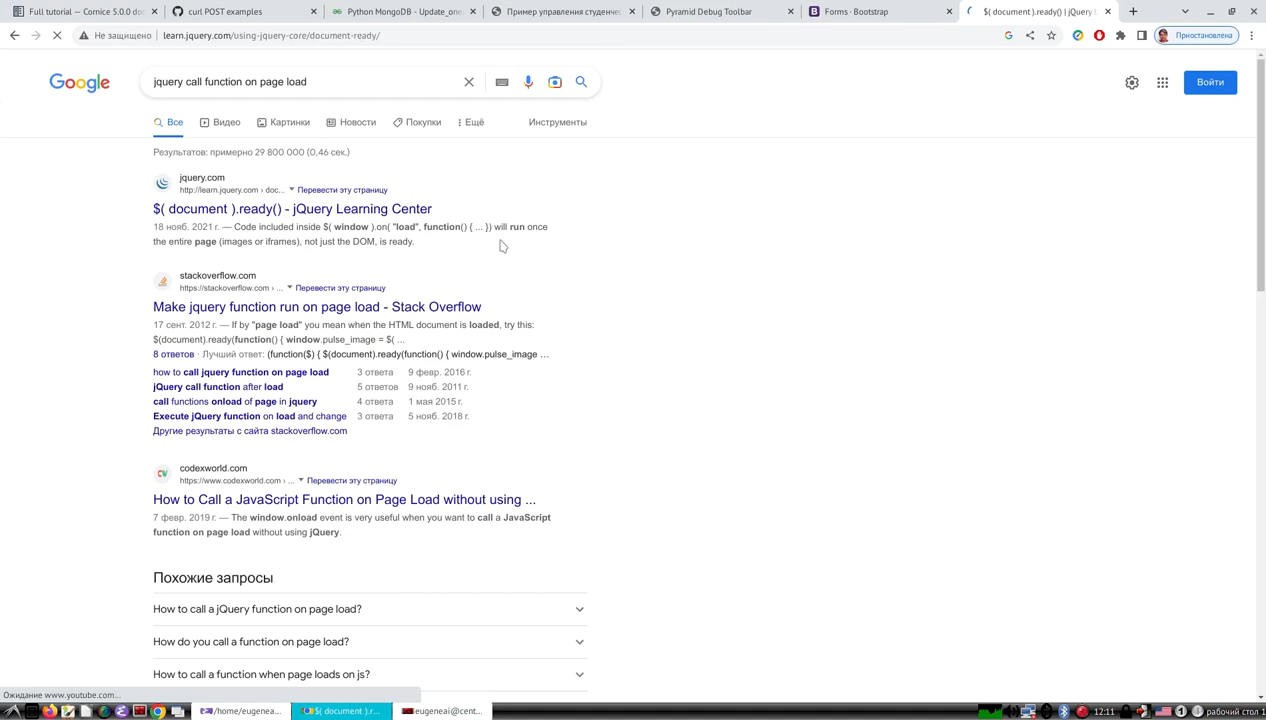 Full tutorial — Cornice 5.0.0 do
curl POST examples
Python MongoDB - Update_one
Пример управления студенче
Pyramid Debug Toolbar
Forms · Bootstrap
$( document ).ready() | jQuery L
Не защищено
learn.jquery.com/using-jquery-core/document-ready/
Приостановлена
Google
jquery call function on page load
Войти
Все
Видео
Картинки
Новости
Покупки
Ещё
Инструменты
Результатов: примерно 29 800 000 (0,46 сек.)
jquery.com
http://learn.jquery.com › doc... Перевести эту страницу
$( document ).ready() - jQuery Learning Center
18 нояб. 2021 г. — Code included inside $( window ).on( "load", function() { ... }) will run once
the entire page (images or iframes), not just the DOM, is ready.
stackoverflow.com
https://stackoverflow.com › ... Перевести эту страницу
Make jquery function run on page load - Stack Overflow
17 сент. 2012 г. — If by "page load" you mean when the HTML document is loaded, try this:
$(document).ready(function() { window.pulse_image = $( ...
8 ответов · Лучший ответ: (function($) { $(document).ready(function() { window.pulse_image …
how to call jquery function on page load 3 ответа 9 февр. 2016 г.
jQuery call function after load 5 ответов 9 нояб. 2011 г.
call functions onload of page in jquery 4 ответа 1 мая 2015 г.
Execute jQuery function on load and change 3 ответа 5 нояб. 2018 г.
Другие результаты с сайта stackoverflow.com
codexworld.com
https://www.codexworld.com › ... Перевести эту страницу
How to Call a JavaScript Function on Page Load without using ...
7 февр. 2019 г. — The window.onload event is very useful when you want to call a JavaScript
function on page load without using jQuery.
Похожие запросы
How to call a jQuery function on page load?
How do you call a function on page load?
How to call a function when page loads on js?
Ожидание www.youtube.com...
/home/eugenea...
$( document ).r...
eugeneai@cent...
12:11
рабочий стол 1